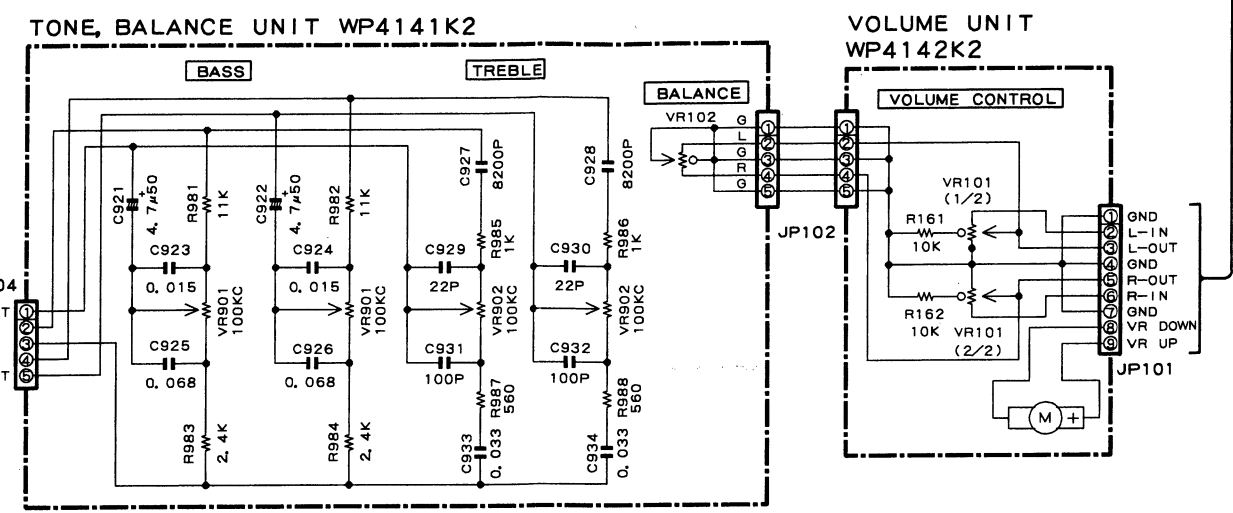 TONE, BALANCE UNIT WP4141K2
VOLUME UNIT
WP4142K2
BASS
TREBLE
BALANCE
VOLUME CONTROL
VR102
G
L
G
R
G
1
2
3
4
5
1
2
3
4
5
JP102
C921
4.7μ50
+
R981
11K
C922
4.7μ50
+
R982
11K
C927
8200P
C928
8200P
R985
1K
R986
1K
C923
0.015
C924
0.015
C929
22P
C930
22P
VR901
100KC
VR901
100KC
VR902
100KC
VR902
100KC
C925
0.068
C926
0.068
C931
100P
C932
100P
R987
560
R988
560
R983
2.4K
R984
2.4K
C933
0.033
C934
0.033
04
T
1
2
3
4
5
T
VR101
(1/2)
R161
10K
R162
10K
VR101
(2/2)
1 GND
2 L-IN
3 L-OUT
4 GND
5 R-OUT
6 R-IN
7 GND
8 VR DOWN
9 VR UP
JP101
M
+